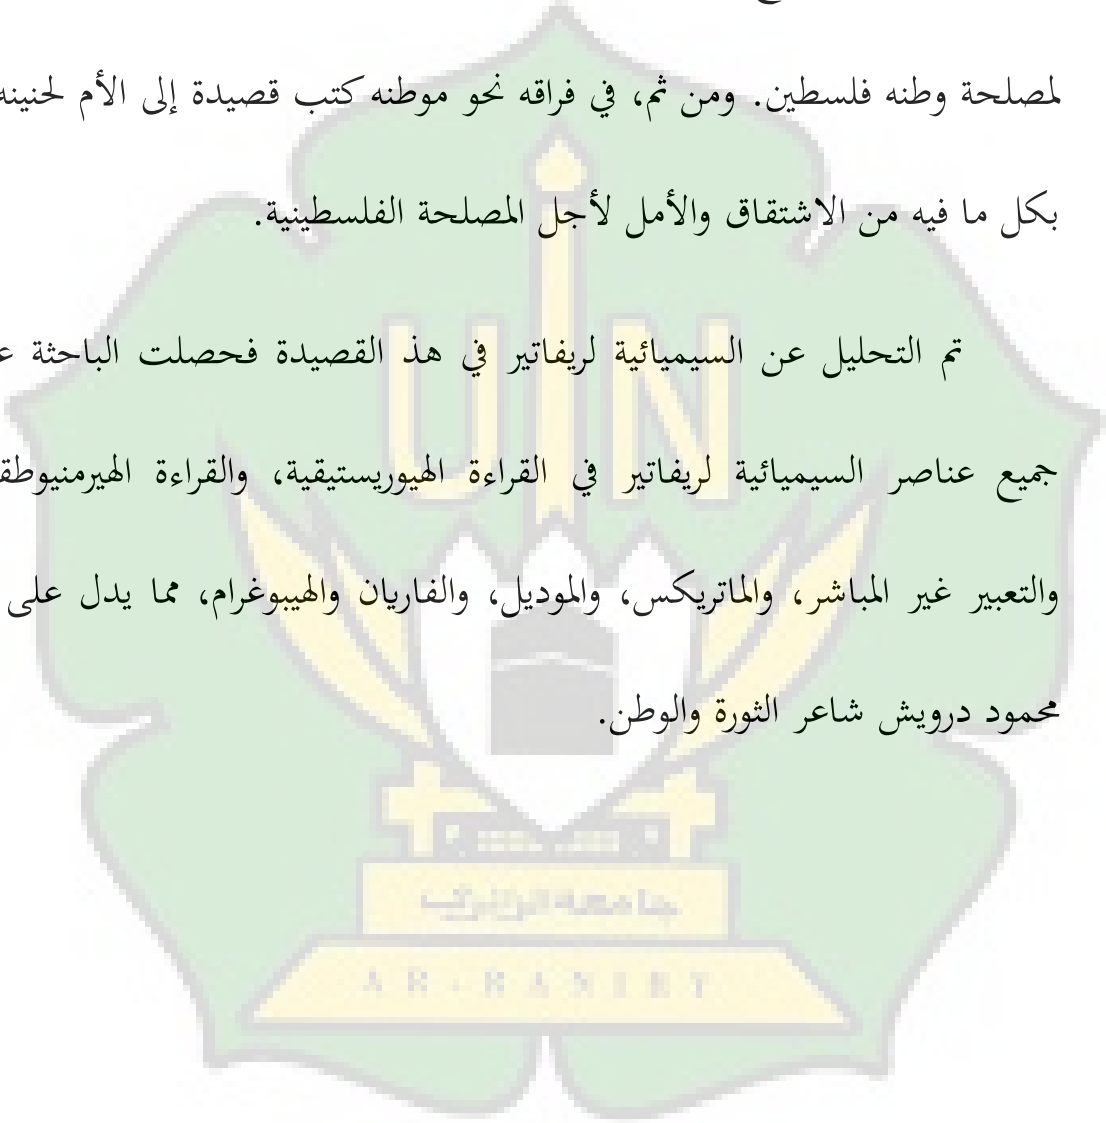 لمصلحة وطنه فلسطين. ومن ثم، في فراقه نحو موطنه كتب قصيدة إلى الأم لحنينه
بكل ما فيه من الاشتقاق والأمل لأجل المصلحة الفلسطينية.
تم التحليل عن السيميائية لريفاتير في هذ القصيدة فحصلت الباحثة
جميع عناصر السيميائية لريفاتير في القراءة الهيوريستيقية، والقراءة
والتعبير غير المباشر، والماتريكس، والموديل، والفاريان والهيبوغرام، مما يدل على
محمود درويش شاعر الثورة والوطن.
UIN
جامعة الرانيري
AR-RANIRY